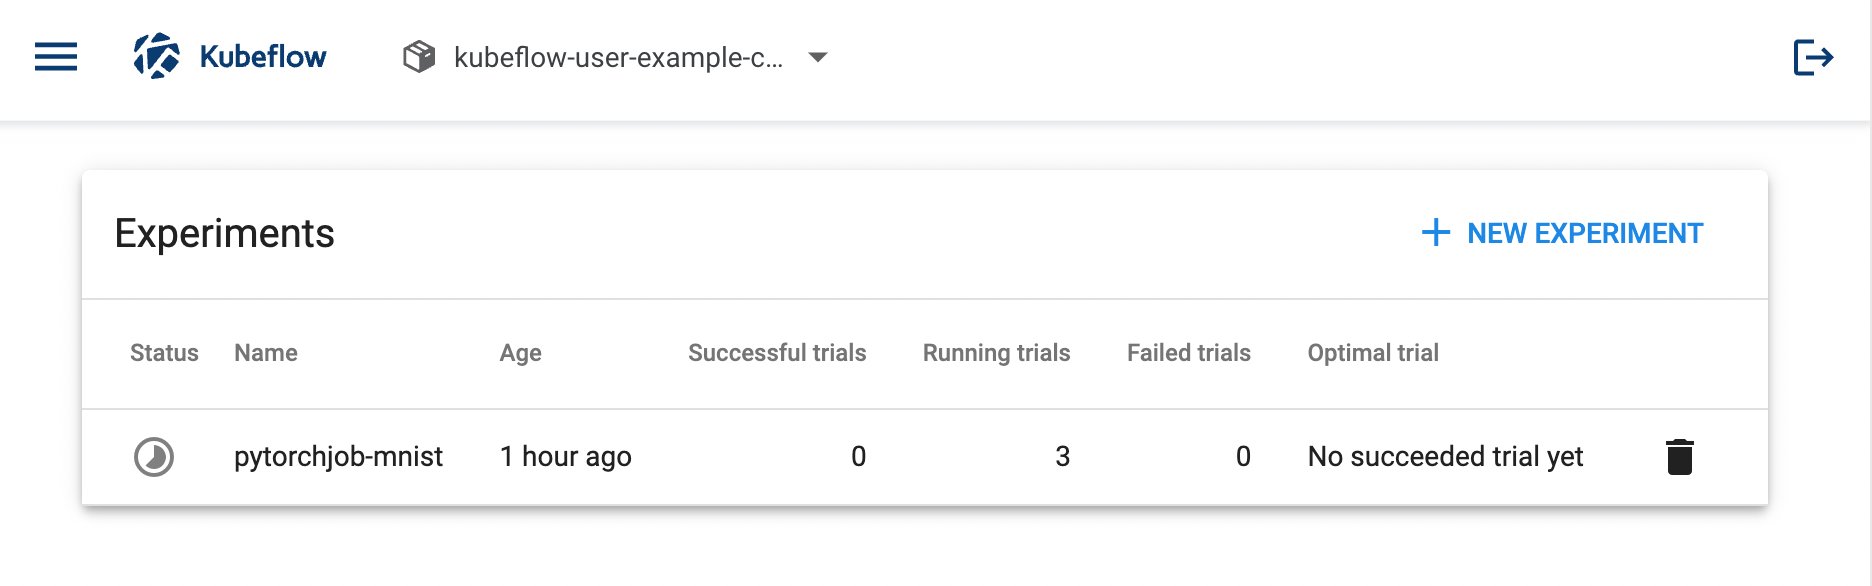 Kubeflow kubeflow-user-example-c...
Experiments
NEW EXPERIMENT
Status Name Age Successful trials Running trials Failed trials Optimal trial
pytorchjob-mnist 1 hour ago 0 3 0 No succeeded trial yet